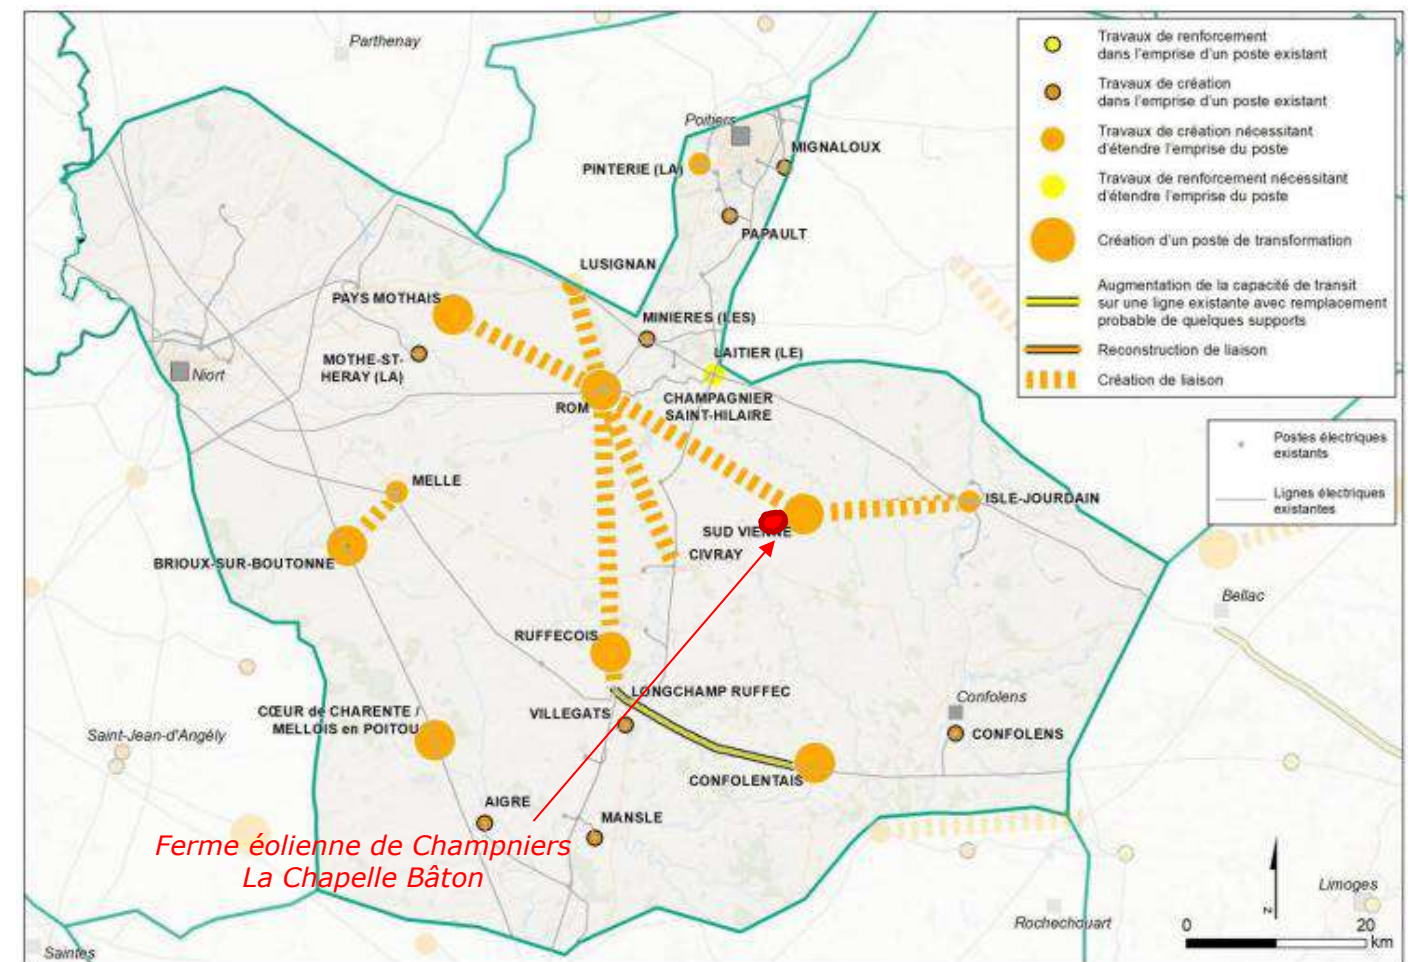 Parthenay
Travaux de renforcement
dans l'emprise d'un poste existant
Travaux de création
dans l'emprise d'un poste existant
Travaux de création nécessitant
d'étendre l'emprise du poste
Travaux de renforcement nécessitant
d'étendre l'emprise du poste
Création d'un poste de transformation
Augmentation de la capacité de transit
sur une ligne existante avec remplacement
probable de quelques supports
Reconstruction de liaison
Création de liaison
Postes électriques
existants
Lignes électriques
existantes
Poitiers
MIGNALOUX
PINTERIE (LA)
PAPAULT
LUSIGNAN
PAYS MOTHAIS
MINIERES (LES)
MOTHE-ST-
HERAY (LA)
LAITIER (LE)
Niort
ROM
CHAMPAGNIER
SAINT-HILAIRE
MELLE
ISLE-JOURDAIN
SUD VIENNE
BRIOUX-SUR-BOUTONNE
CIVRAY
Bellac
RUFFECOIS
LONGCHAMP RUFFEC
Confolens
CŒUR de CHARENTE /
MELLOIS en POITOU
VILLEGATS
Saint-Jean-d'Angély
CONFOLENS
CONFOLENTAIS
AIGRE
MANSLE
Ferme éolienne de Champniers
La Chapelle Bâton
Limoges
Rochechouart
N
0 20
km
Saintes